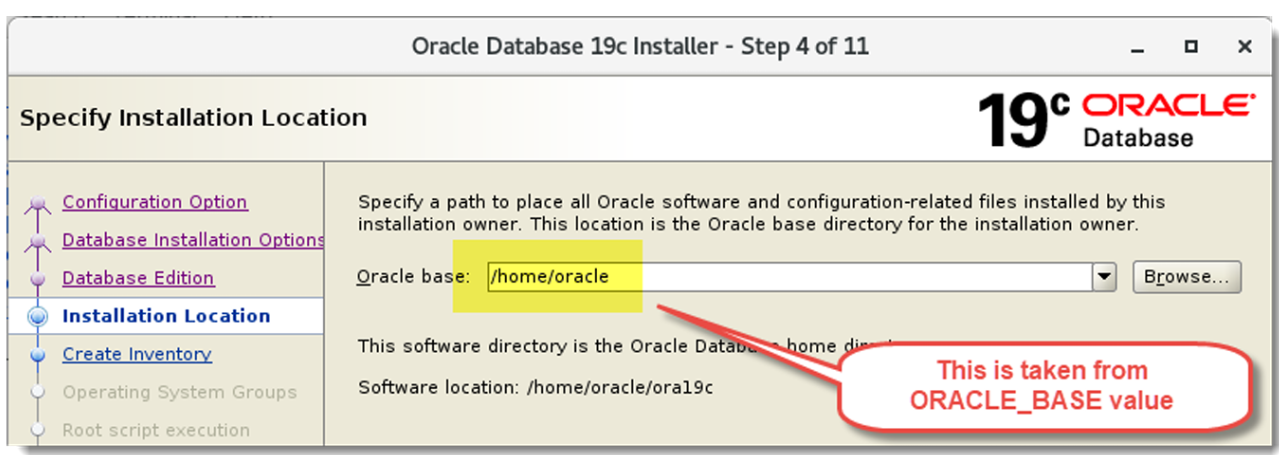 Oracle Database 19c Installer - Step 4 of 11
Specify Installation Location
19c ORACLE
Database
Configuration Option
Database Installation Options
Database Edition
Installation Location
Create Inventory
Operating System Groups
Root script execution
Specify a path to place all Oracle software and configuration-related files installed by this
installation owner. This location is the Oracle base directory for the installation owner.
Oracle base: /home/oracle Browse...
This software directory is the Oracle Database home
Software location: /home/oracle/ora19c
This is taken from
ORACLE_BASE value